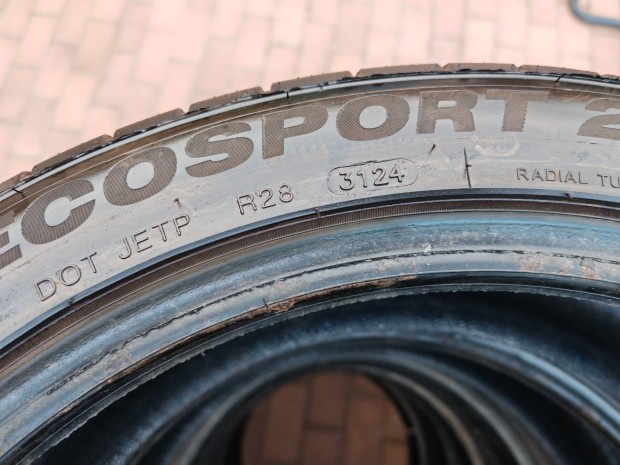 ECOSPORT 2
DOT JETP R28 3124
RADIAL TU